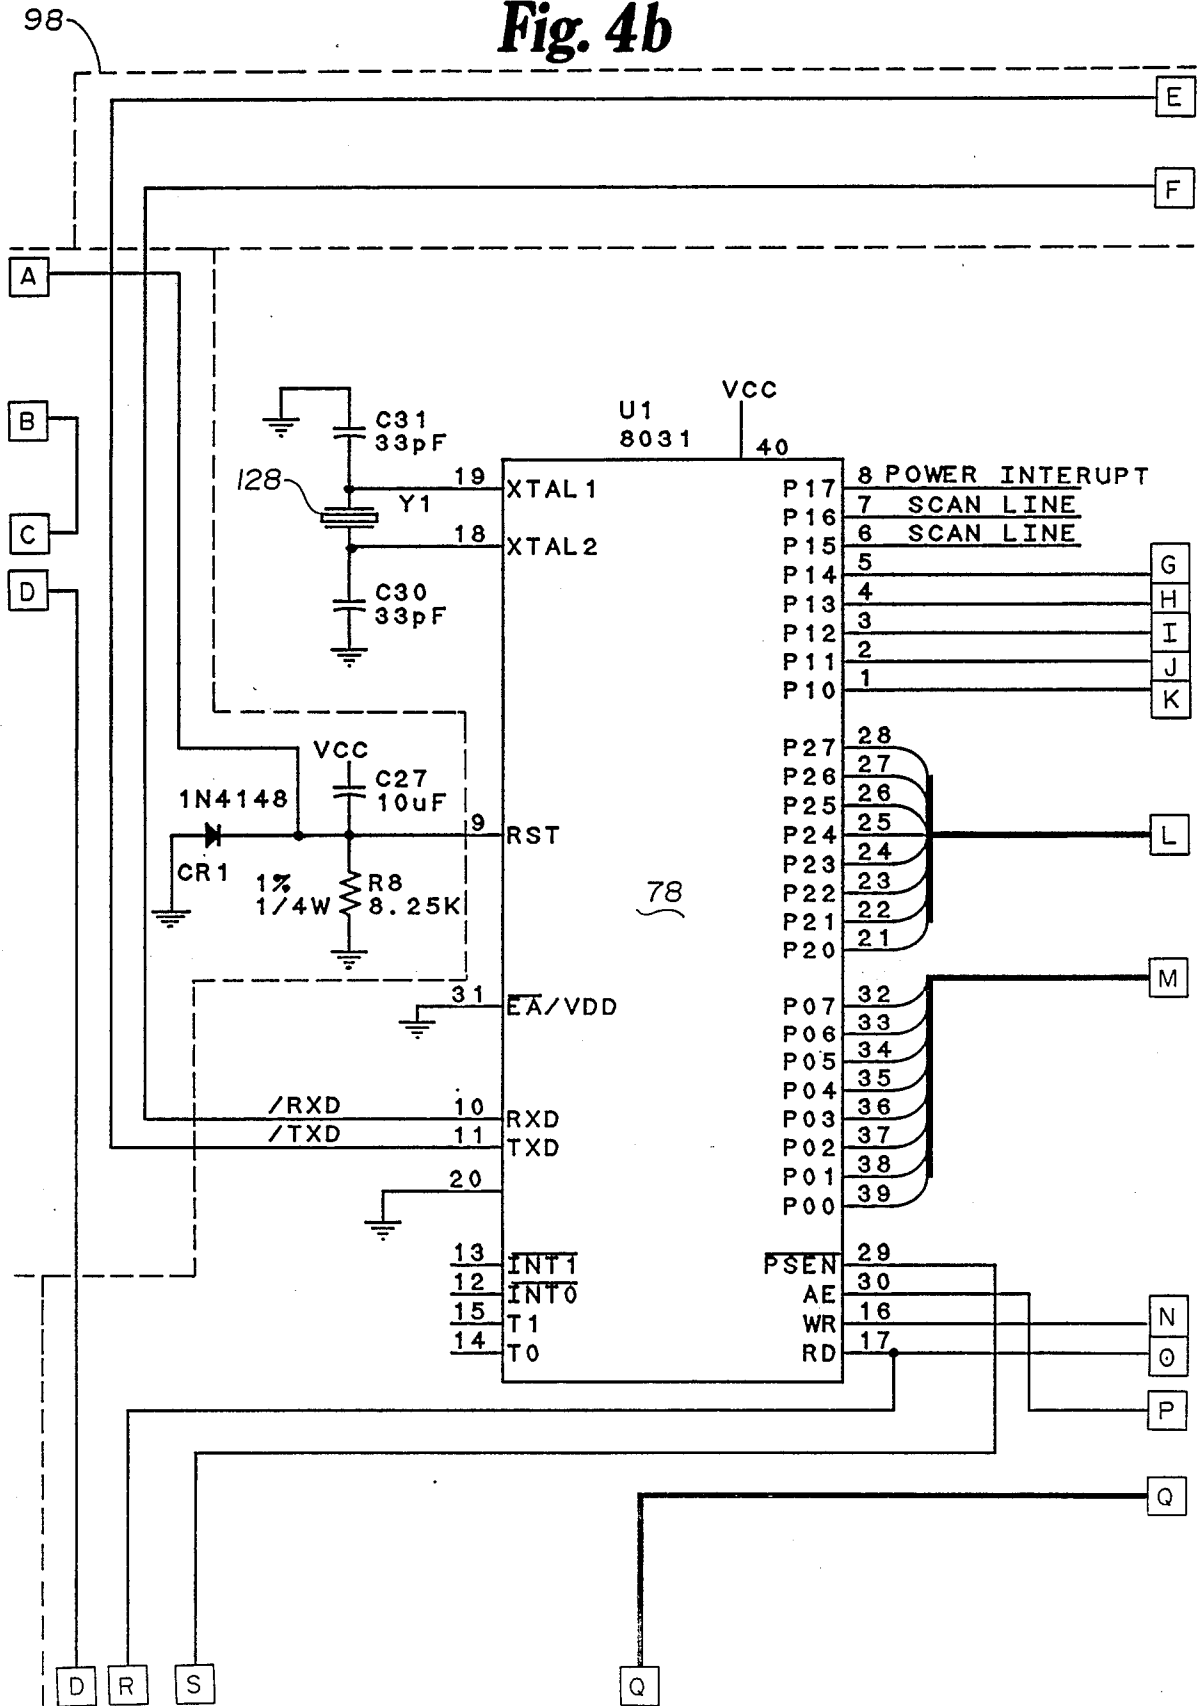 Fig. 4b
98
E
F
A
B
C
D
C31
33pF
128
Y1
C30
33pF
U1
8031
VCC
40
19 XTAL1
18 XTAL2
P17 8 POWER INTERUPT
P16 7 SCAN LINE
P15 6 SCAN LINE
P14 5 G
P13 4 H
P12 3 I
P11 2 J
P10 1 K
VCC
C27
10uF
1N4148
CR1
9 RST
1%
1/4W
R8
8.25K
78
P27 28
P26 27
P25 26
P24 25
P23 24
P22 23
P21 22
P20 21
L
M
31 EA/VDD
P07 32
P06 33
P05 34
P04 35
P03 36
P02 37
P01 38
P00 39
/RXD 10 RXD
/TXD 11 TXD
20
13 INT1
12 INT0
15 T1
14 T0
PSEN 29
AE 30
WR 16 N
RD 17 O
P
Q
D
R
S
Q